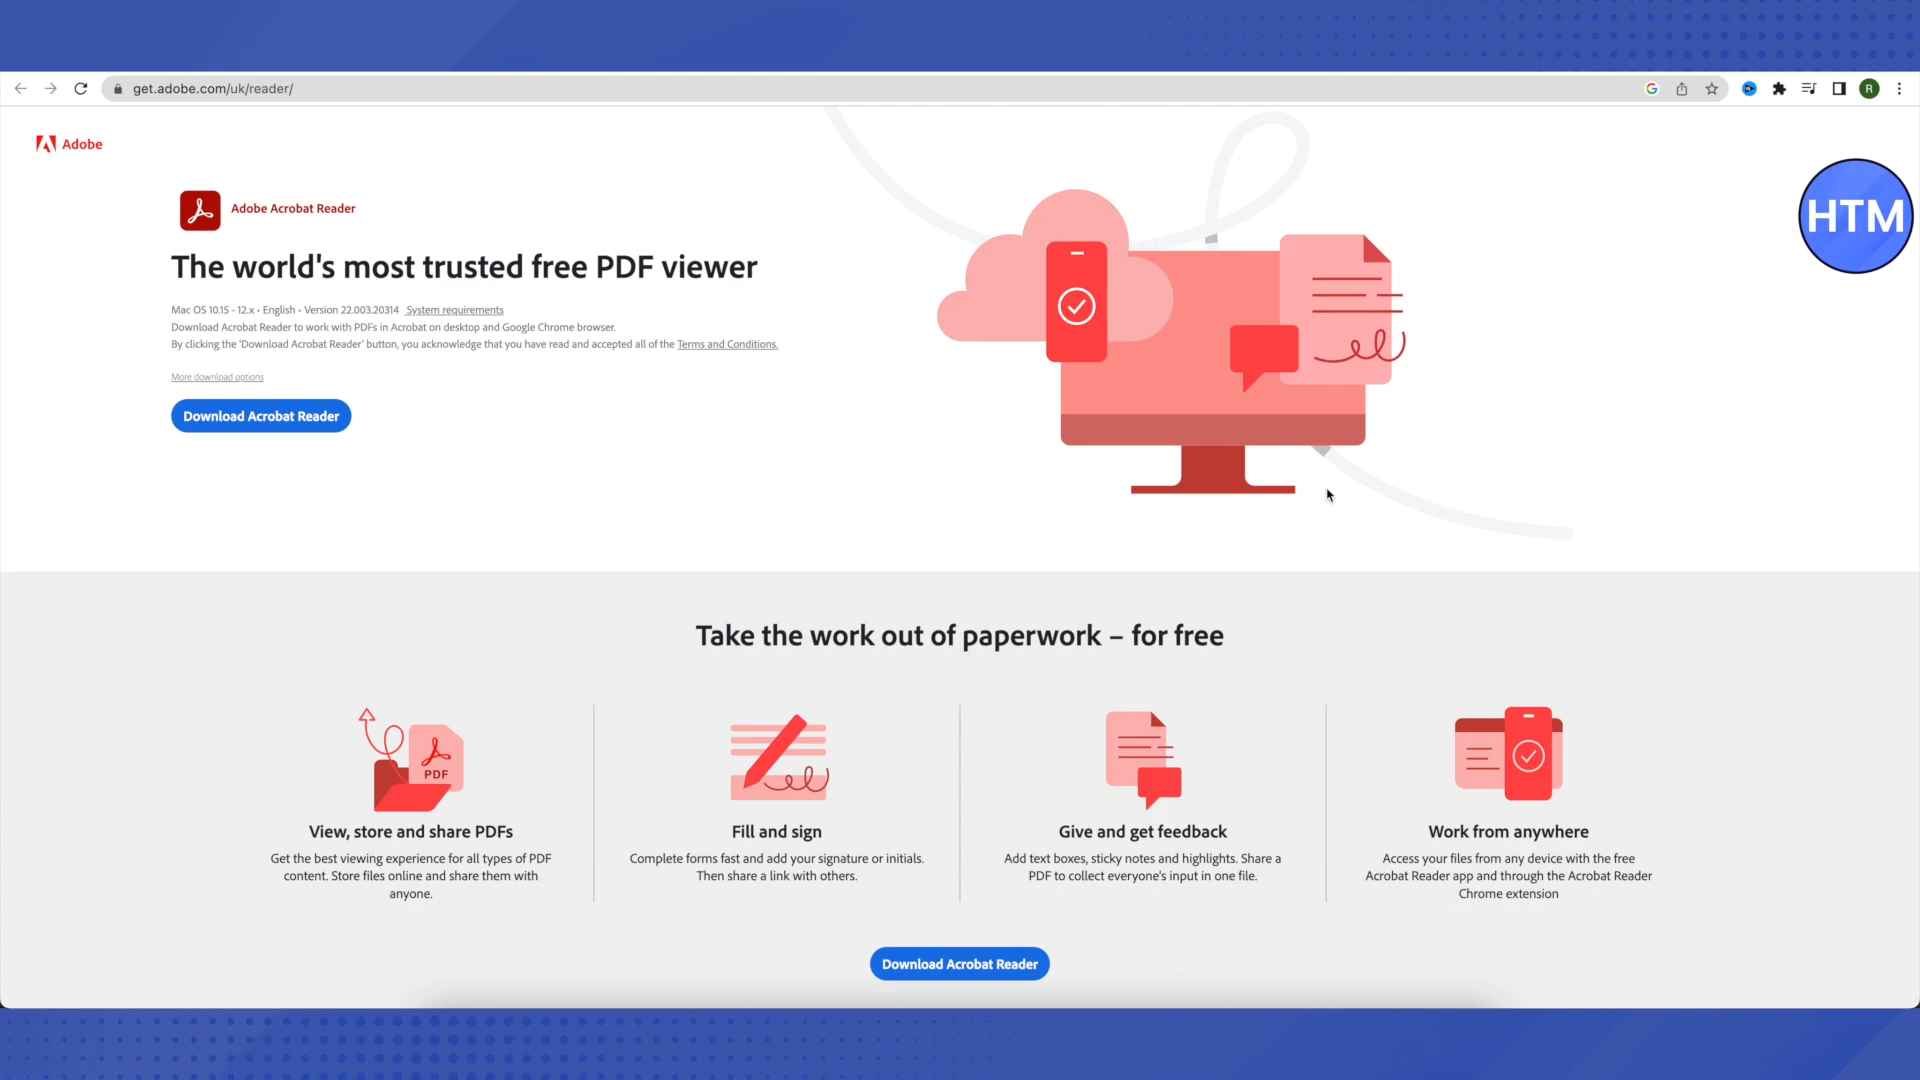 get.adobe.com/uk/reader/
R
Adobe
HTM
Adobe Acrobat Reader
The world's most trusted free PDF viewer
Mac OS 10.15 - 12.x • English • Version 22.003.20314 System requirements
Download Acrobat Reader to work with PDFs in Acrobat on desktop and Google Chrome browser.
By clicking the 'Download Acrobat Reader' button, you acknowledge that you have read and accepted all of the Terms and Conditions.
More download options
Download Acrobat Reader
Take the work out of paperwork – for free
PDF
View, store and share PDFs
Get the best viewing experience for all types of PDF
content. Store files online and share them with
anyone.
Fill and sign
Complete forms fast and add your signature or initials.
Then share a link with others.
Give and get feedback
Add text boxes, sticky notes and highlights. Share a
PDF to collect everyone's input in one file.
Work from anywhere
Access your files from any device with the free
Acrobat Reader app and through the Acrobat Reader
Chrome extension
Download Acrobat Reader